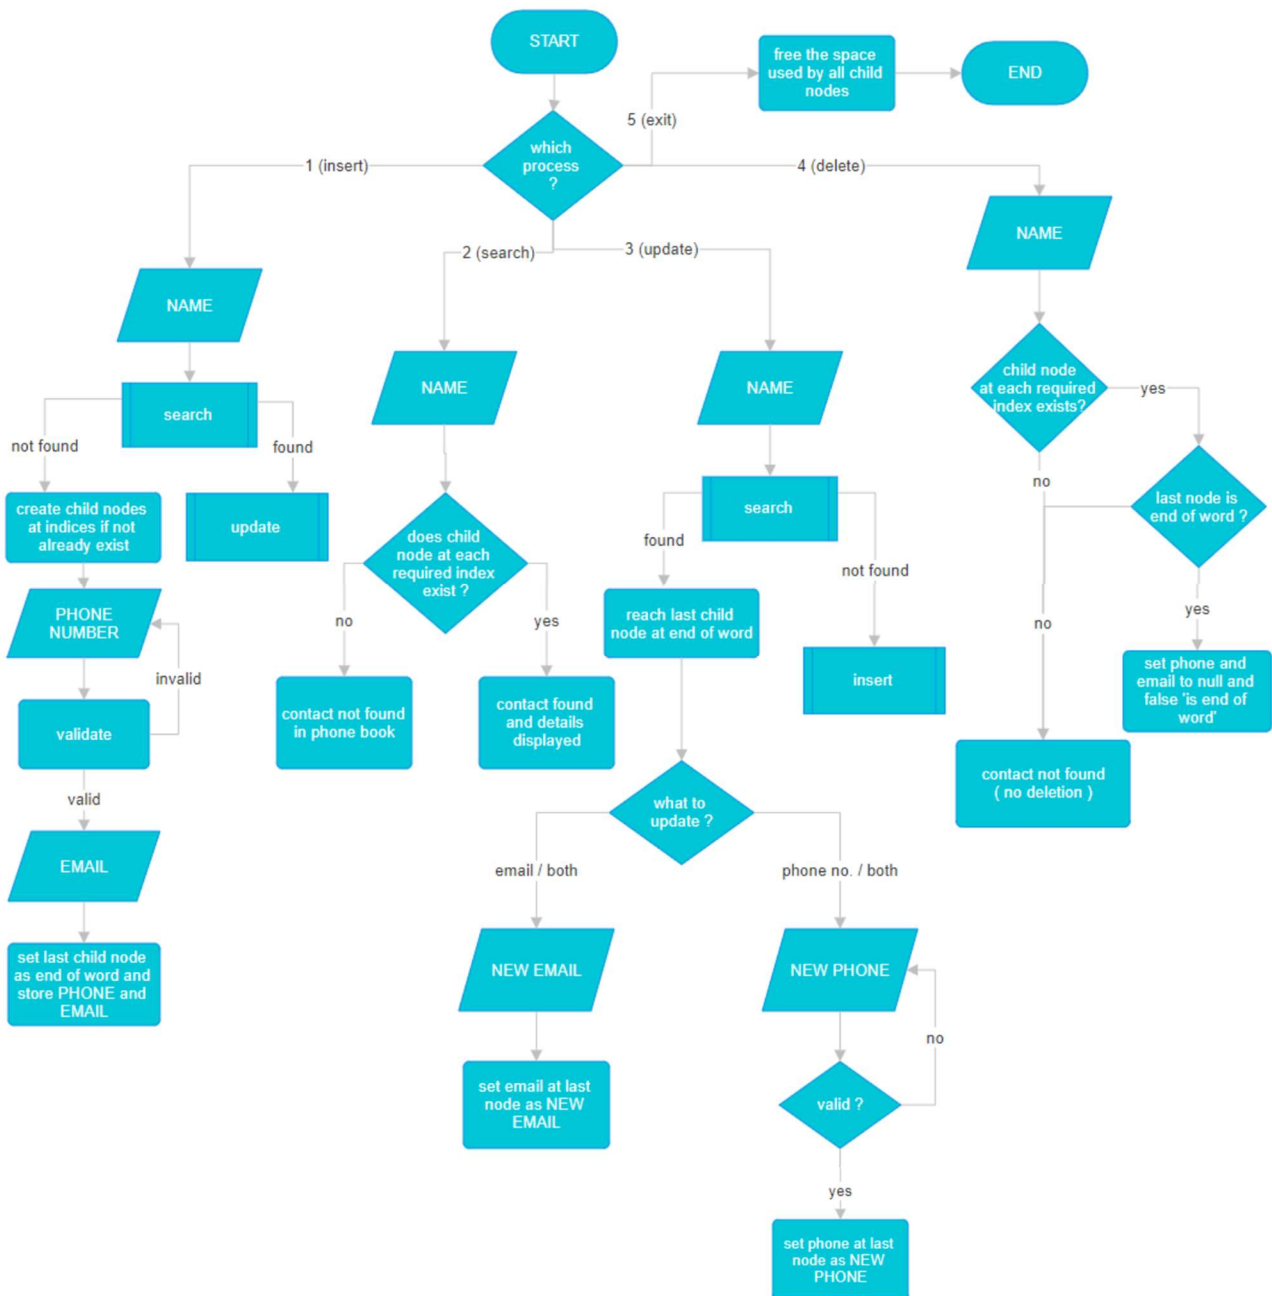 START
free the space
used by all child
nodes
END
5 (exit)
which
process
?
1 (insert)
4 (delete)
2 (search)
3 (update)
NAME
NAME
NAME
NAME
search
not found
found
create child nodes
at indices if not
already exist
update
PHONE
NUMBER
invalid
validate
valid
EMAIL
set last child node
as end of word and
store PHONE and
EMAIL
does child
node at each
required index
exist ?
no
yes
contact not found
in phone book
contact found
and details
displayed
search
found
not found
reach last child
node at end of word
insert
what to
update ?
email / both
phone no. / both
NEW EMAIL
NEW PHONE
no
set email at last
node as NEW
EMAIL
valid ?
yes
set phone at last
node as NEW
PHONE
child node
at each required
index exists?
yes
no
last node is
end of word ?
no
yes
set phone and
email to null and
false 'is end of
word'
contact not found
( no deletion )